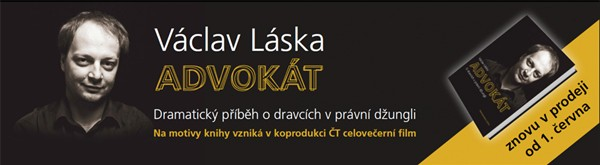 Václav Láska
ADVOKÁT
Dramatický příběh o dravcích v právní džungli
Na motivy knihy vzniká v koprodukci ČT celovečerní film
ADVOKÁT
znovu v prodeji
od 1. června